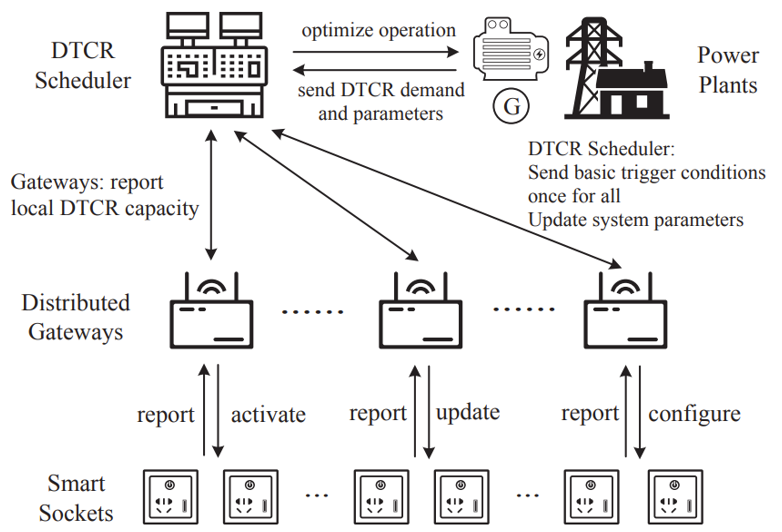 DTCR
Scheduler
optimize operation
send DTCR demand
and parameters
G
Power
Plants
Gateways: report
local DTCR capacity
DTCR Scheduler:
Send basic trigger conditions
once for all
Update system parameters
Distributed
Gateways
......
......
report
activate
report
update
report
configure
Smart
Sockets
...
...